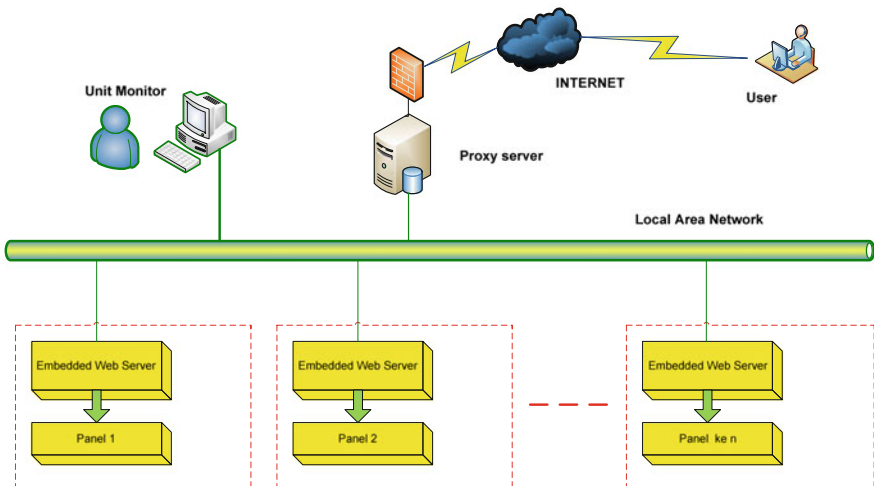 Unit Monitor
INTERNET
User
Proxy server
Local Area Network
Embedded Web Server
Embedded Web Server
Embedded Web Server
Panel 1
Panel 2
Panel ke n